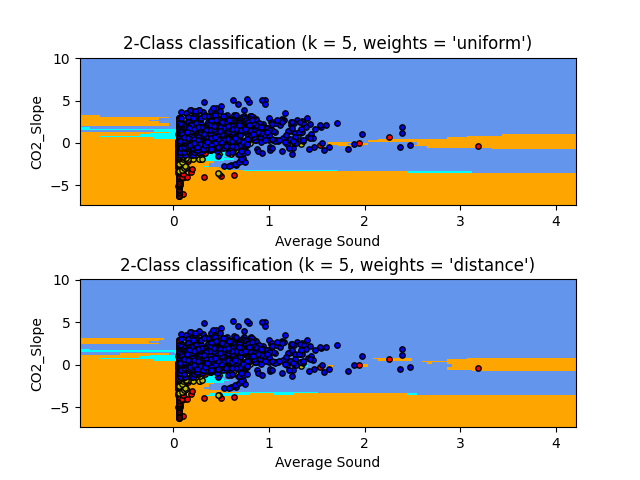 2-Class classification (k = 5, weights = 'uniform')
10
5
0
−5
CO2_Slope
0 1 2 3 4
Average Sound
2-Class classification (k = 5, weights = 'distance')
10
5
0
−5
CO2_Slope
0 1 2 3 4
Average Sound